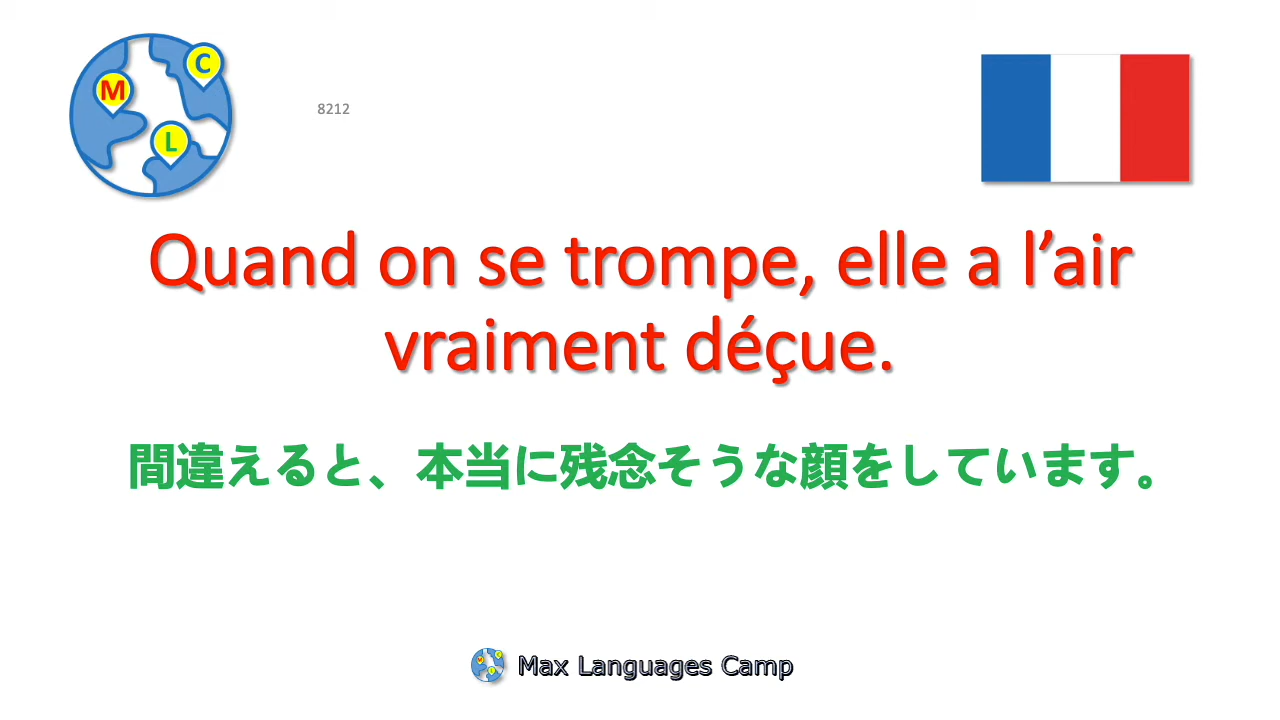 C
M
L
8212
Quand on se trompe, elle a l’air
vraiment déçue.
間違えると、本当に残念そうな顔をしています。
Max Languages Camp